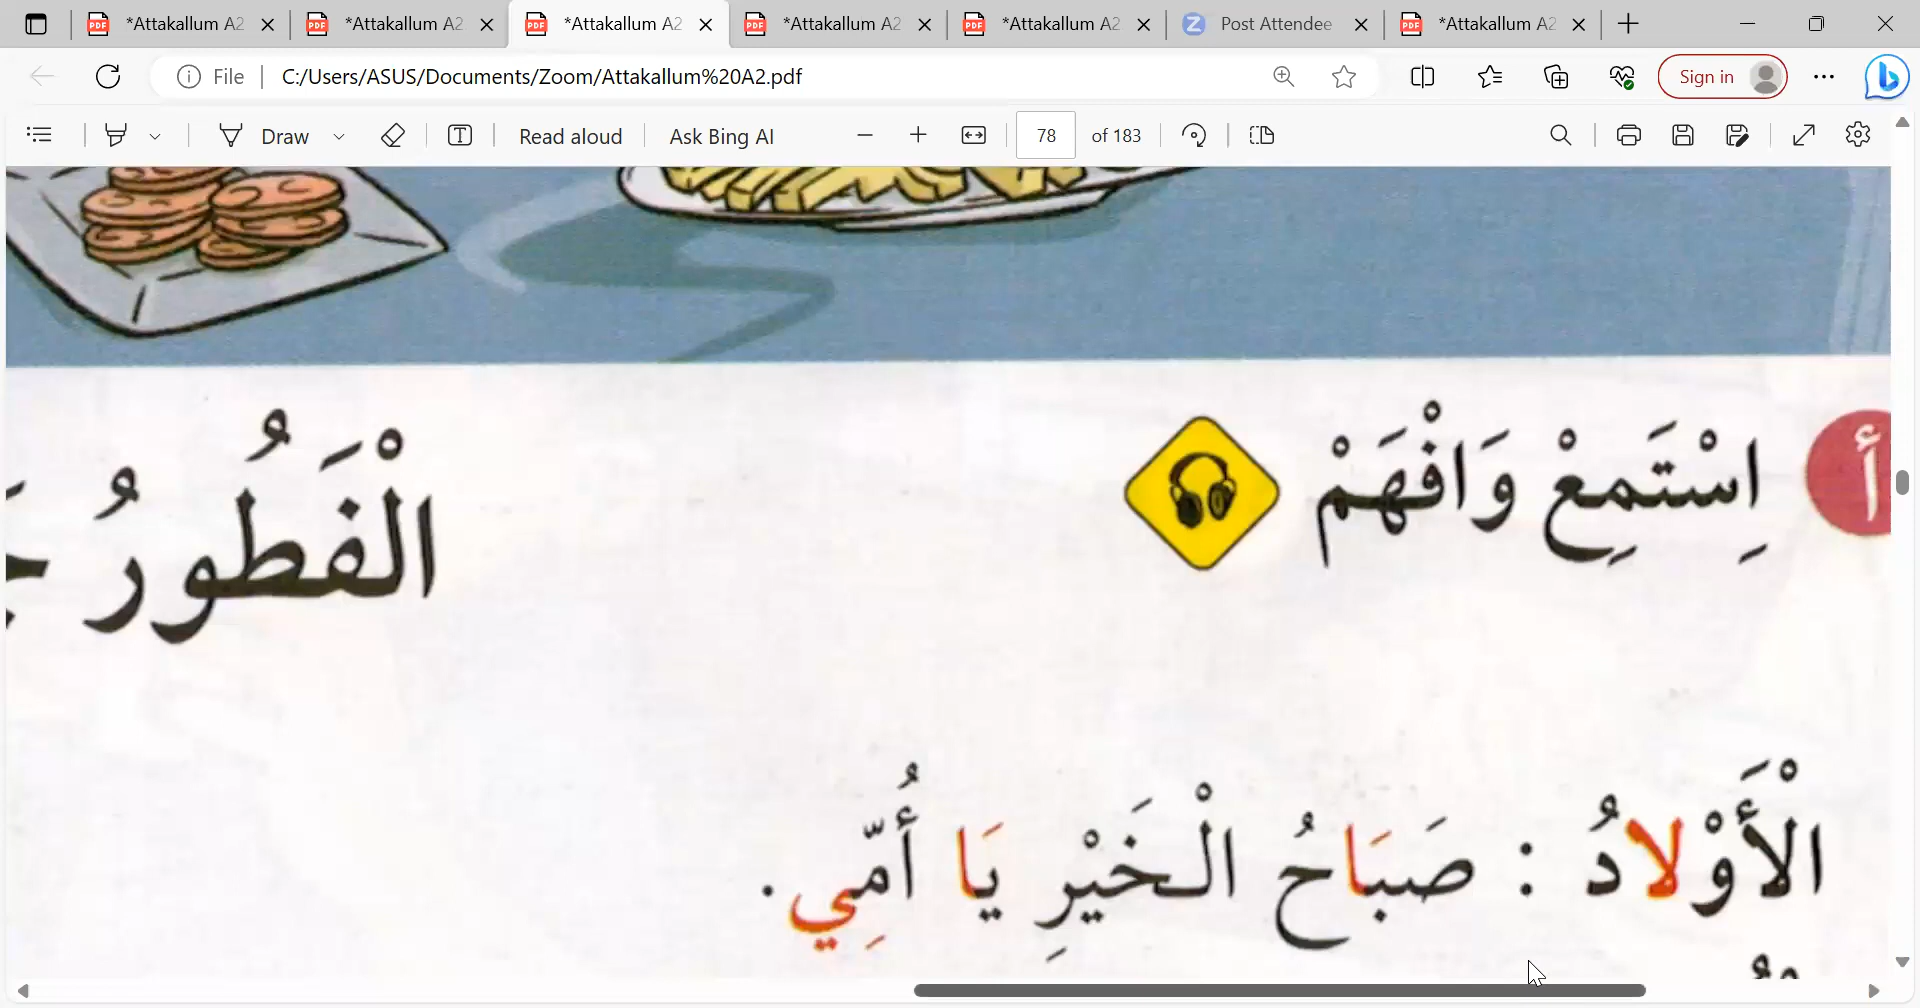 *Attakallum A2 *Attakallum A2 *Attakallum A2 *Attakallum A2 *Attakallum A2 Post Attendee *Attakallum A2
File C:/Users/ASUS/Documents/Zoom/Attakallum%20A2.pdf Sign in
Draw Read aloud Ask Bing AI 78 of 183
أ اِسْتَمِعْ وَافْهَمْ
الْفَطُورُ
الْأَوْلَادُ : صَبَاحُ الْخَيْرِ يَا أُمِّي .